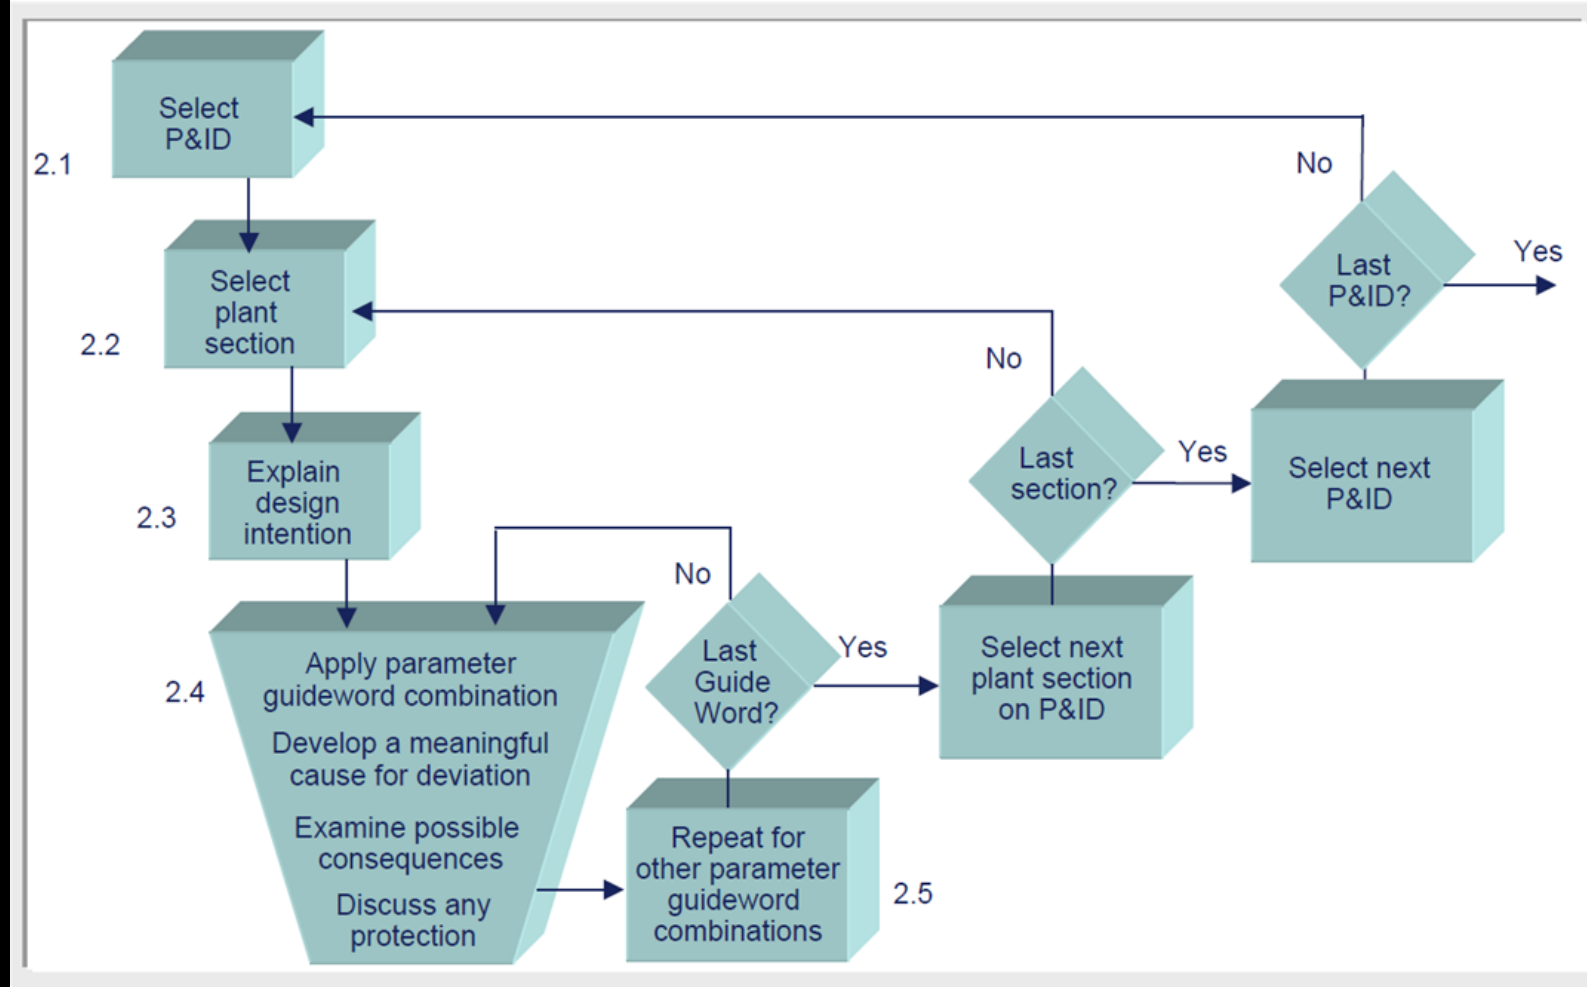 Select
P&ID
2.1
Select
plant
section
2.2
Explain
design
intention
2.3
Apply parameter
guideword combination
Develop a meaningful
cause for deviation
Examine possible
consequences
Discuss any
protection
2.4
Repeat for
other parameter
guideword
combinations
2.5
Last
Guide
Word?
No
Yes
Select next
plant section
on P&ID
Last
section?
No
Yes
Select next
P&ID
Last
P&ID?
No
Yes